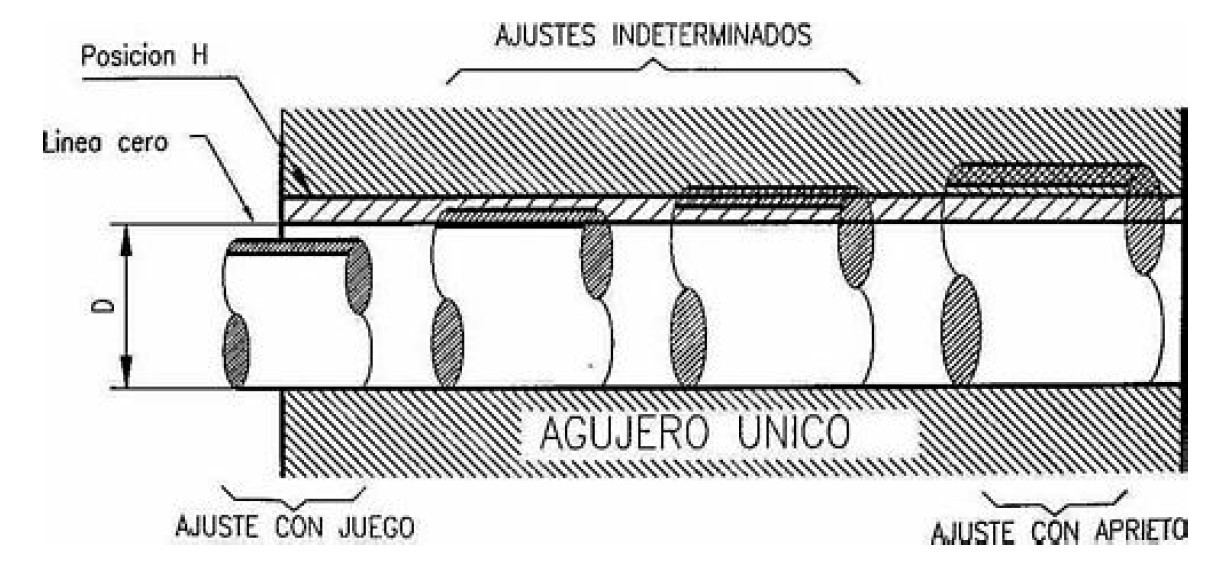 AJUSTES INDETERMINADOS
Posicion H
Linea cero
D
AGUJERO UNICO
AJUSTE CON JUEGO
AJUSTE CON APRIETO